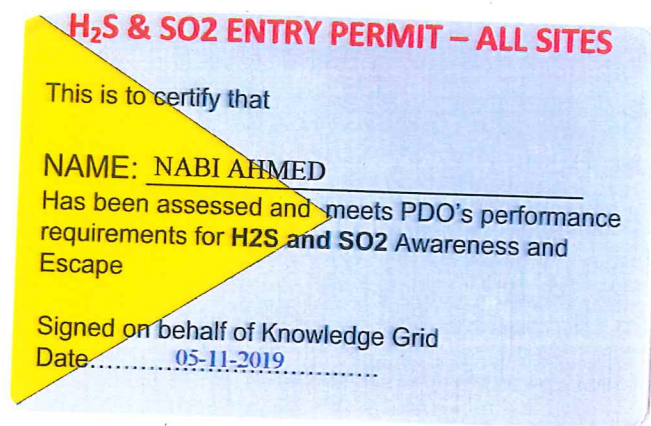 H₂S & SO2 ENTRY PERMIT – ALL SITES
This is to certify that
NAME: NABI AHMED
Has been assessed and meets PDO's performance
requirements for H2S and SO2 Awareness and
Escape
Signed on behalf of Knowledge Grid
Date.......05-11-2019..............